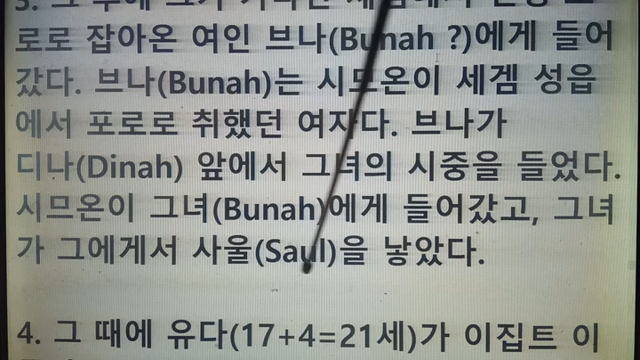 로로 잡아온 여인 브나(Bunah ?)에게 들어
갔다. 브나(Bunah)는 시므온이 세겜 성읍
에서 포로로 취했던 여자다. 브나가
디나(Dinah) 앞에서 그녀의 시중을 들었다.
시므온이 그녀(Bunah)에게 들어갔고, 그녀
가 그에게서 사울(Saul)을 낳았다.
4. 그 때에 유다(17+4=21세)가 이집트 이